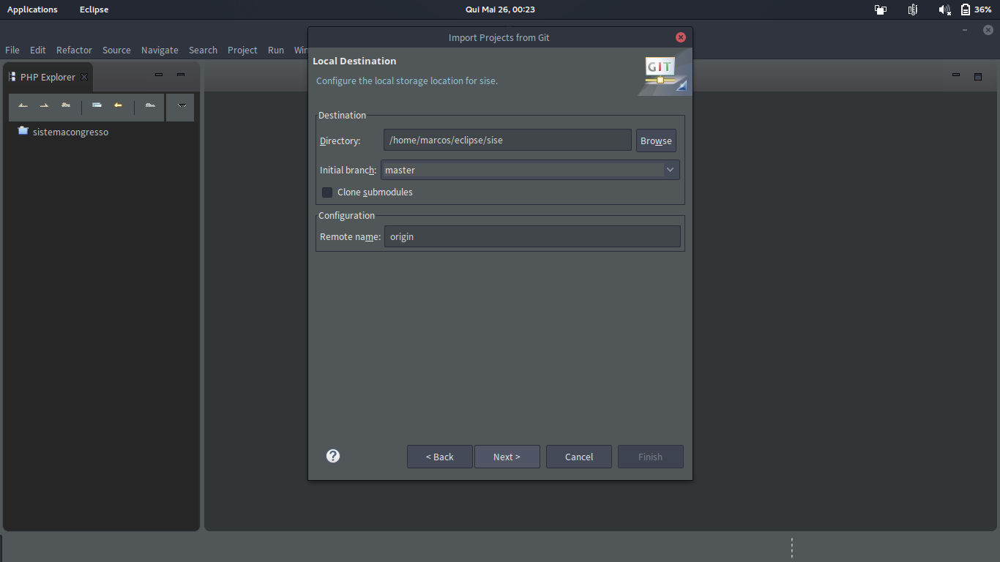 Applications Eclipse Qui Mai 26, 00:23 36%
Import Projects from Git
File Edit Refactor Source Navigate Search Project Run
Local Destination
GIT
PHP Explorer
Configure the local storage location for sise.
Destination
sistemacongresso
Directory: /home/marcos/eclipse/sise Browse
Initial branch: master
Clone submodules
Configuration
Remote name: origin
? < Back Next > Cancel Finish